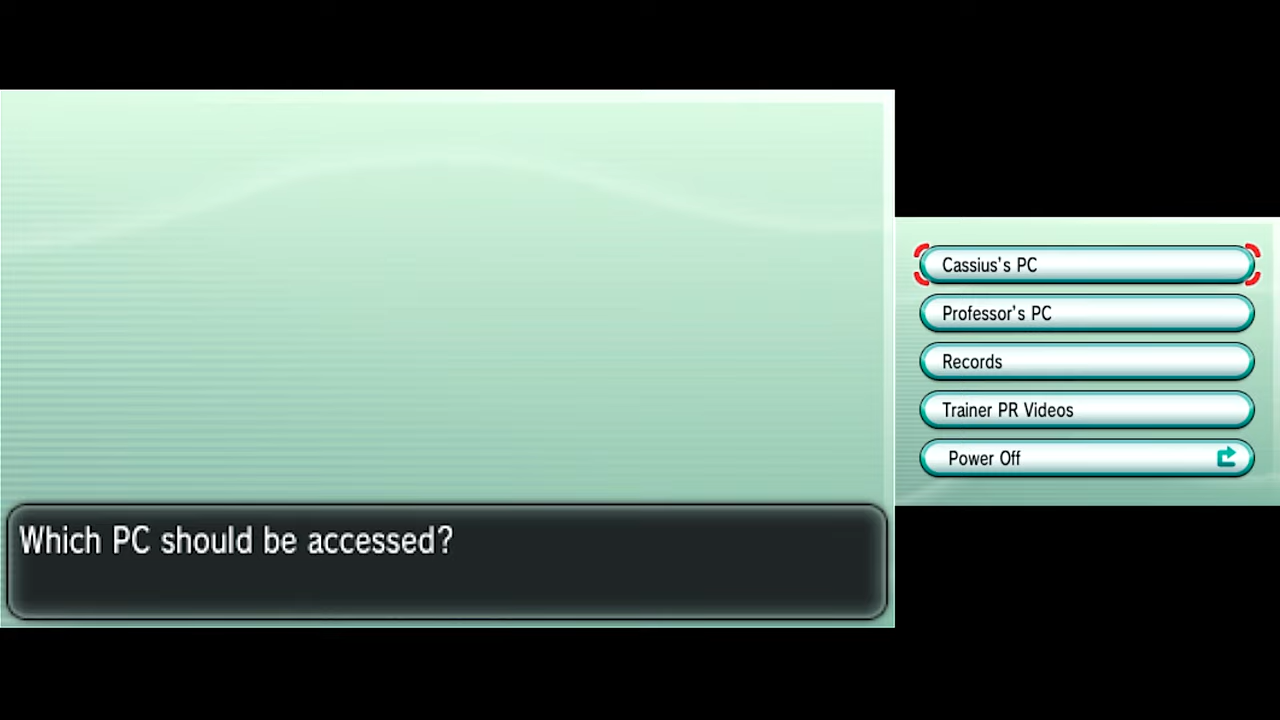 Which PC should be accessed?
Cassius's PC
Professor's PC
Records
Trainer PR Videos
Power Off